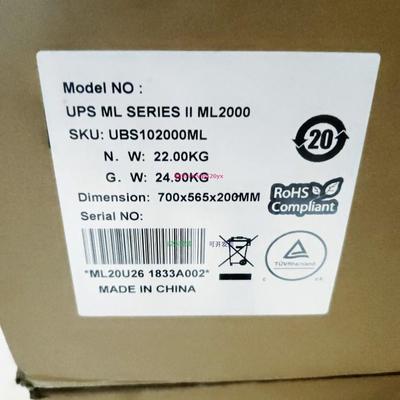 Model NO :
UPS ML SERIES II ML2000
SKU: UBS102000ML
N. W: 22.00KG
G. W: 24.90KG
Dimension: 700x565x200MM
Serial NO:
*ML20U26 1833A002*
MADE IN CHINA
20
RoHS
Compliant